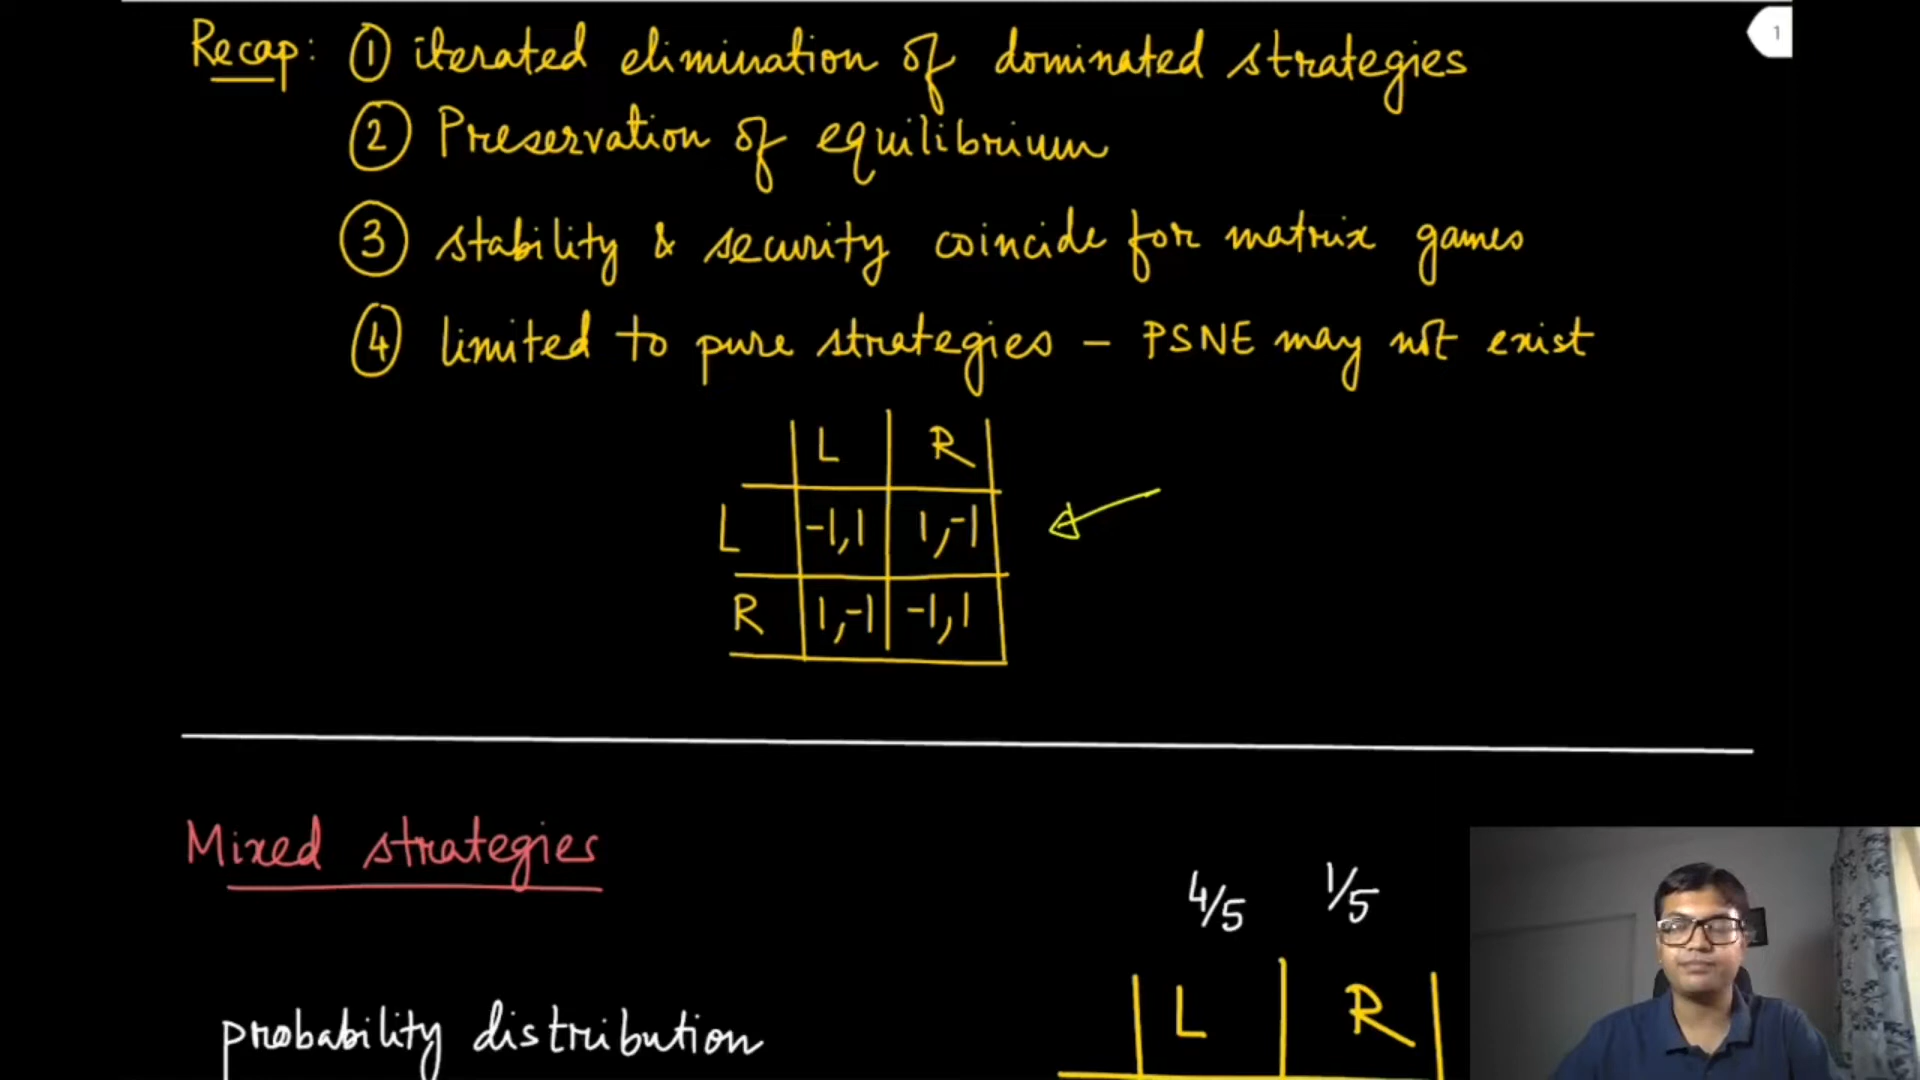 1
Recap: ① iterated elimination of dominated strategies
② Preservation of equilibrium
③ stability & security coincide for matrix games
④ limited to pure strategies - PSNE may not exist
L R
L -1,1 1,-1
R 1,-1 -1,1
Mixed strategies
4/5 1/5
L R
probability distribution